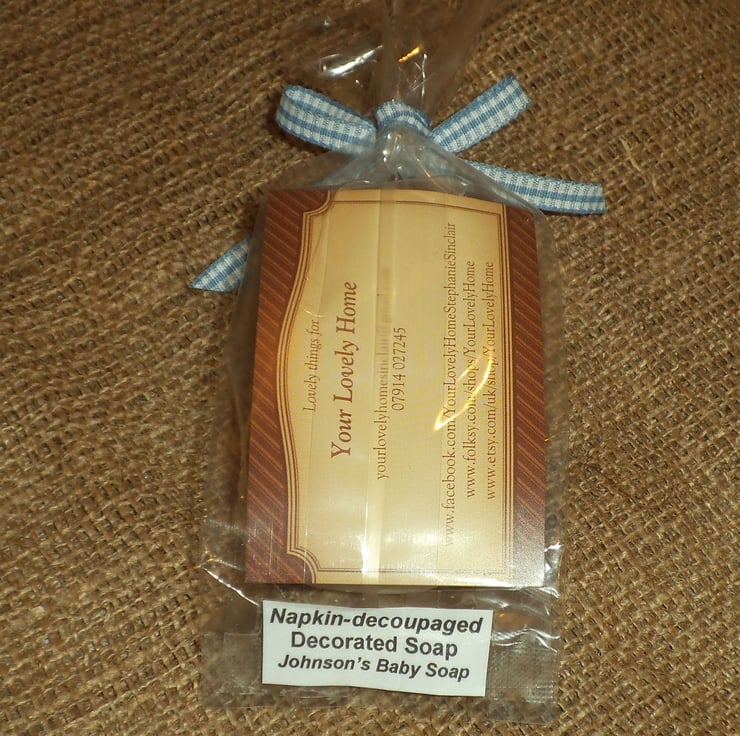 Lovely things for
Your Lovely Home
07914 027245
www.facebook.com/YourLovelyHomeStephanieSinclair
www.folksy.com/shops/YourLovelyHome
www.etsy.com/uk/shop/YourLovelyHome
Napkin-decoupaged
Decorated Soap
Johnson's Baby Soap